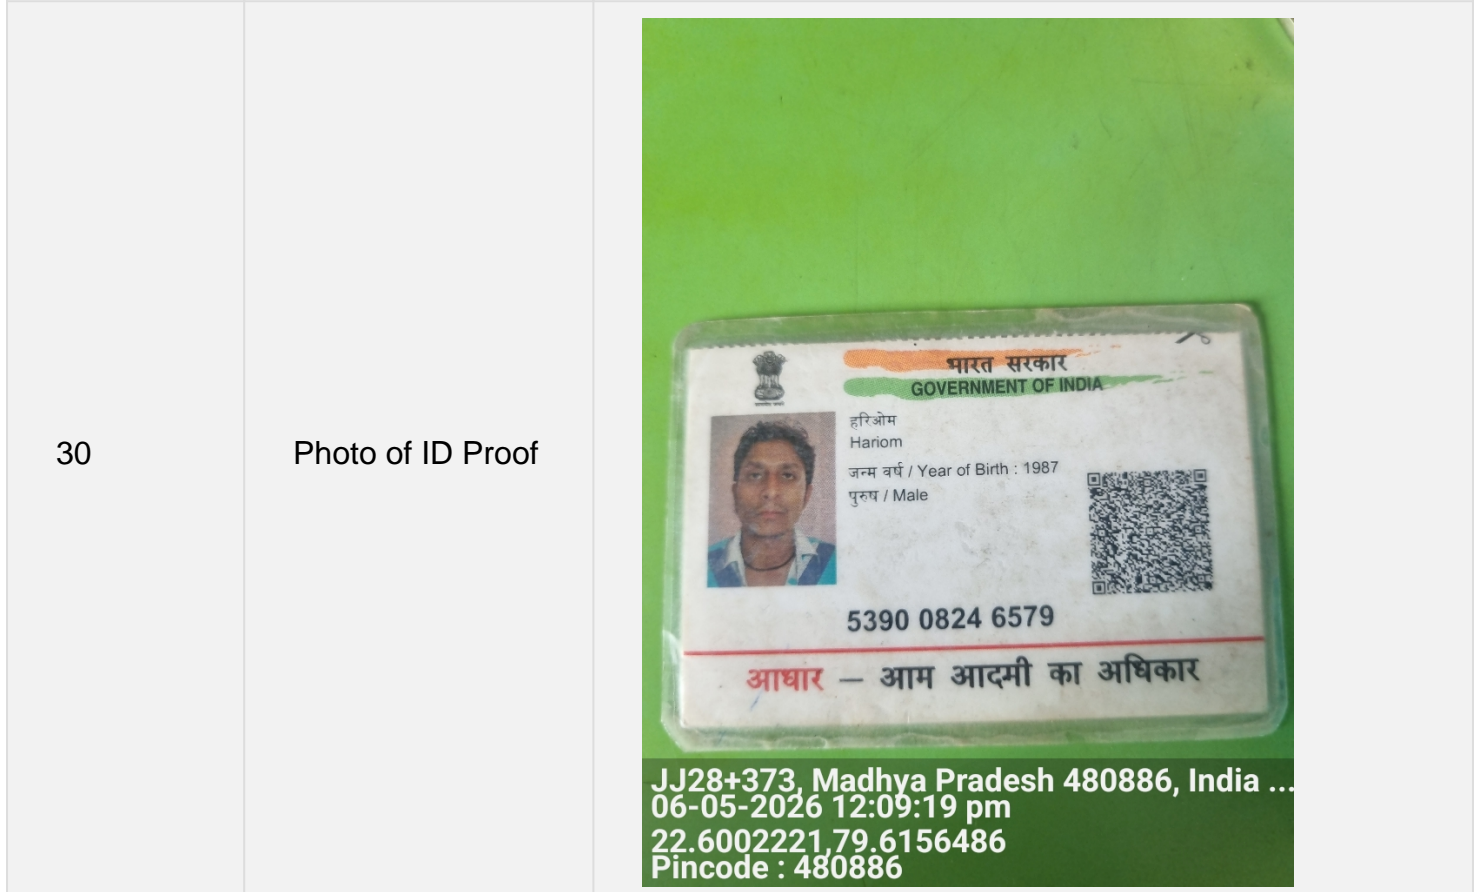 30
Photo of ID Proof
भारत सरकार
GOVERNMENT OF INDIA
हरिओम
Hariom
जन्म वर्ष / Year of Birth : 1987
पुरुष / Male
5390 0824 6579
आधार – आम आदमी का अधिकार
JJ28+373, Madhya Pradesh 480886, India ...
06-05-2026 12:09:19 pm
22.6002221,79.6156486
Pincode : 480886